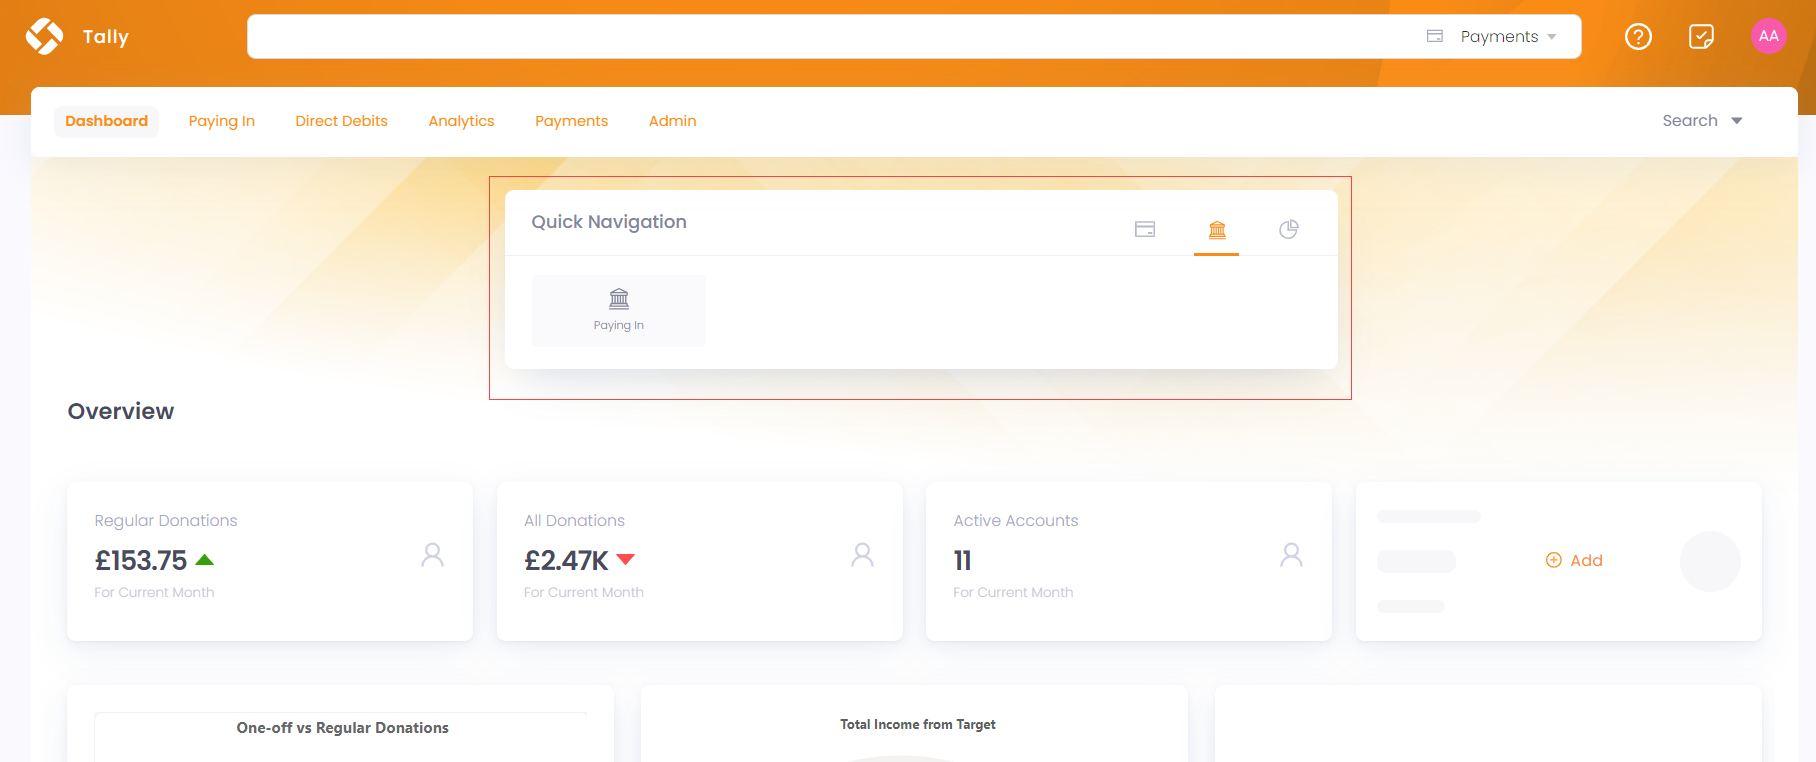 Tally
Payments
AA
Dashboard Paying In Direct Debits Analytics Payments Admin Search
Quick Navigation
Paying In
Overview
Regular Donations
£153.75
For Current Month
All Donations
£2.47K
For Current Month
Active Accounts
11
For Current Month
Add
One-off vs Regular Donations
Total Income from Target